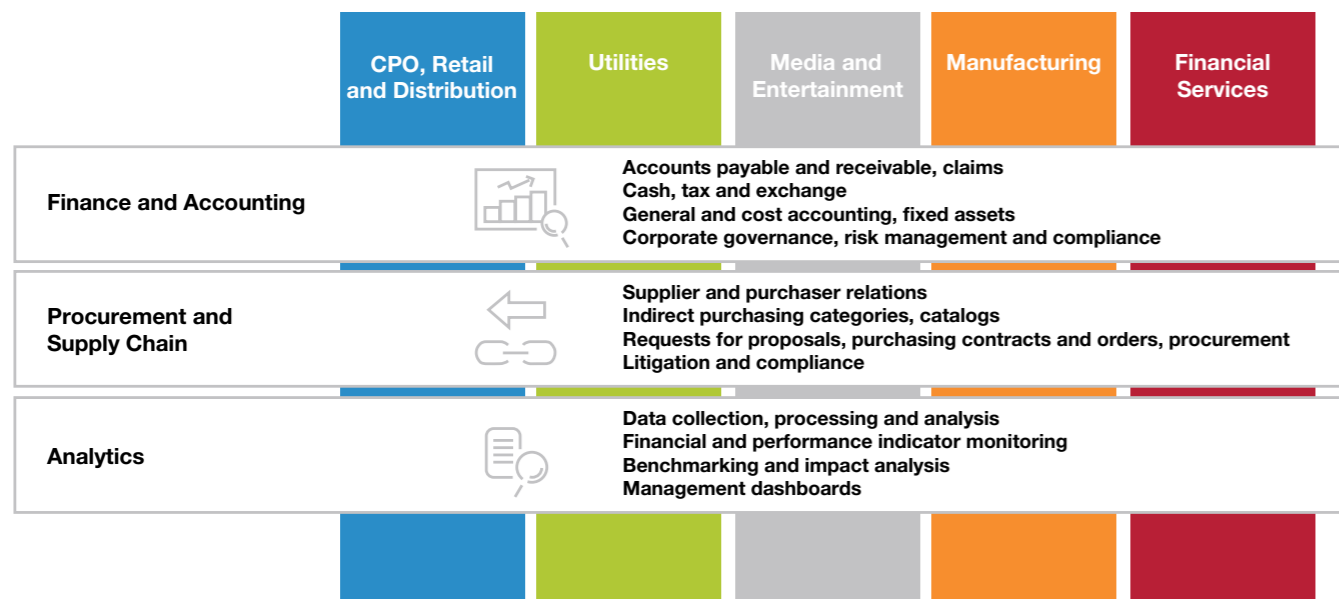 CPO, Retail
and Distribution
Utilities
Media and
Entertainment
Manufacturing
Financial
Services
Finance and Accounting
Accounts payable and receivable, claims
Cash, tax and exchange
General and cost accounting, fixed assets
Corporate governance, risk management and compliance
Procurement and
Supply Chain
Supplier and purchaser relations
Indirect purchasing categories, catalogs
Requests for proposals, purchasing contracts and orders, procurement
Litigation and compliance
Analytics
Data collection, processing and analysis
Financial and performance indicator monitoring
Benchmarking and impact analysis
Management dashboards